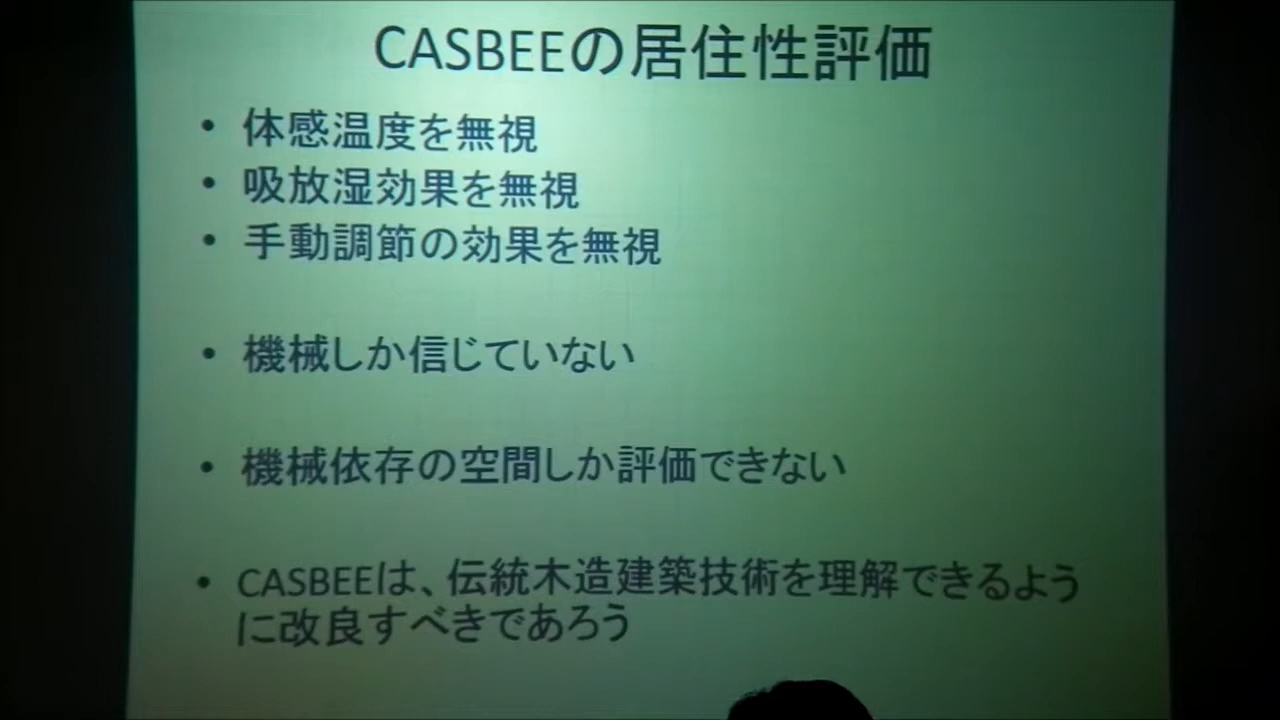 CASBEEの居住性評価
• 体感温度を無視
• 吸放湿効果を無視
• 手動調節の効果を無視
• 機械しか信じていない
• 機械依存の空間しか評価できない
• CASBEEは、伝統木造建築技術を理解できるよう
に改良すべきであろう